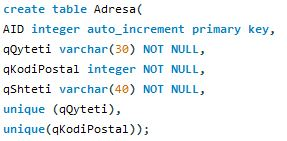 create table Adresa(
AID integer auto_increment primary key,
qQyteti varchar(30) NOT NULL,
qKodiPostal integer NOT NULL,
qShteti varchar(40) NOT NULL,
unique (qQyteti),
unique(qKodiPostal));